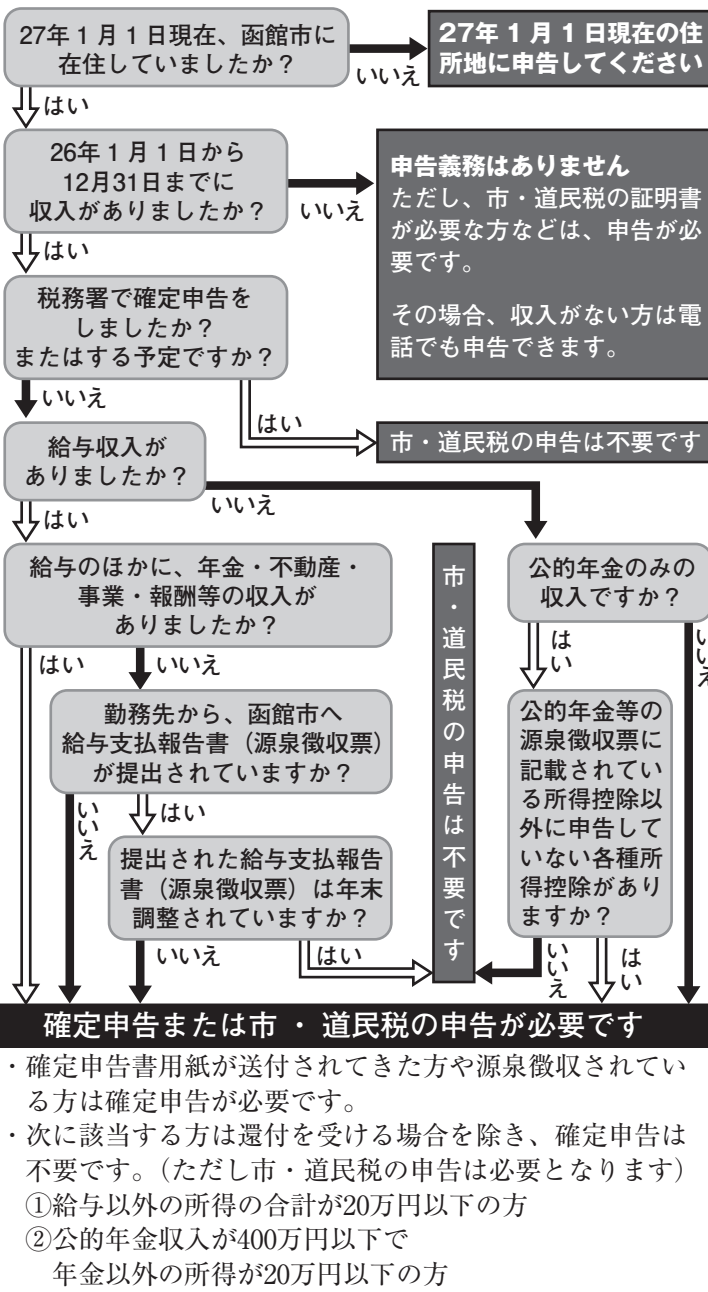 27年1月1日現在、函館市に
在住していましたか？
いいえ
27年1月1日現在の住
所地に申告してください
はい
26年1月1日から
12月31日までに
収入がありましたか？
いいえ
申告義務はありません
ただし、市・道民税の証明書
が必要な方などは、申告が必
要です。
その場合、収入がない方は電
話でも申告できます。
はい
税務署で確定申告を
しましたか？
またはする予定ですか？
いいえ
はい
市・道民税の申告は不要です
給与収入が
ありましたか？
いいえ
はい
給与のほかに、年金・不動産・
事業・報酬等の収入が
ありましたか？
はい
いいえ
勤務先から、函館市へ
給与支払報告書（源泉徴収票）
が提出されていますか？
いいえ
はい
提出された給与支払報告
書（源泉徴収票）は年末
調整されていますか？
いいえ
はい
市・道民税の申告は不要です
公的年金のみの
収入ですか？
はい
いいえ
公的年金等の
源泉徴収票に
記載されてい
る所得控除以
外に申告して
いない各種所
得控除があり
ますか？
いいえ
はい
確定申告または市・道民税の申告が必要です
・確定申告書用紙が送付されてきた方や源泉徴収されてい
る方は確定申告が必要です。
・次に該当する方は還付を受ける場合を除き、確定申告は
不要です。（ただし市・道民税の申告は必要となります）
①給与以外の所得の合計が20万円以下の方
②公的年金収入が400万円以下で
年金以外の所得が20万円以下の方